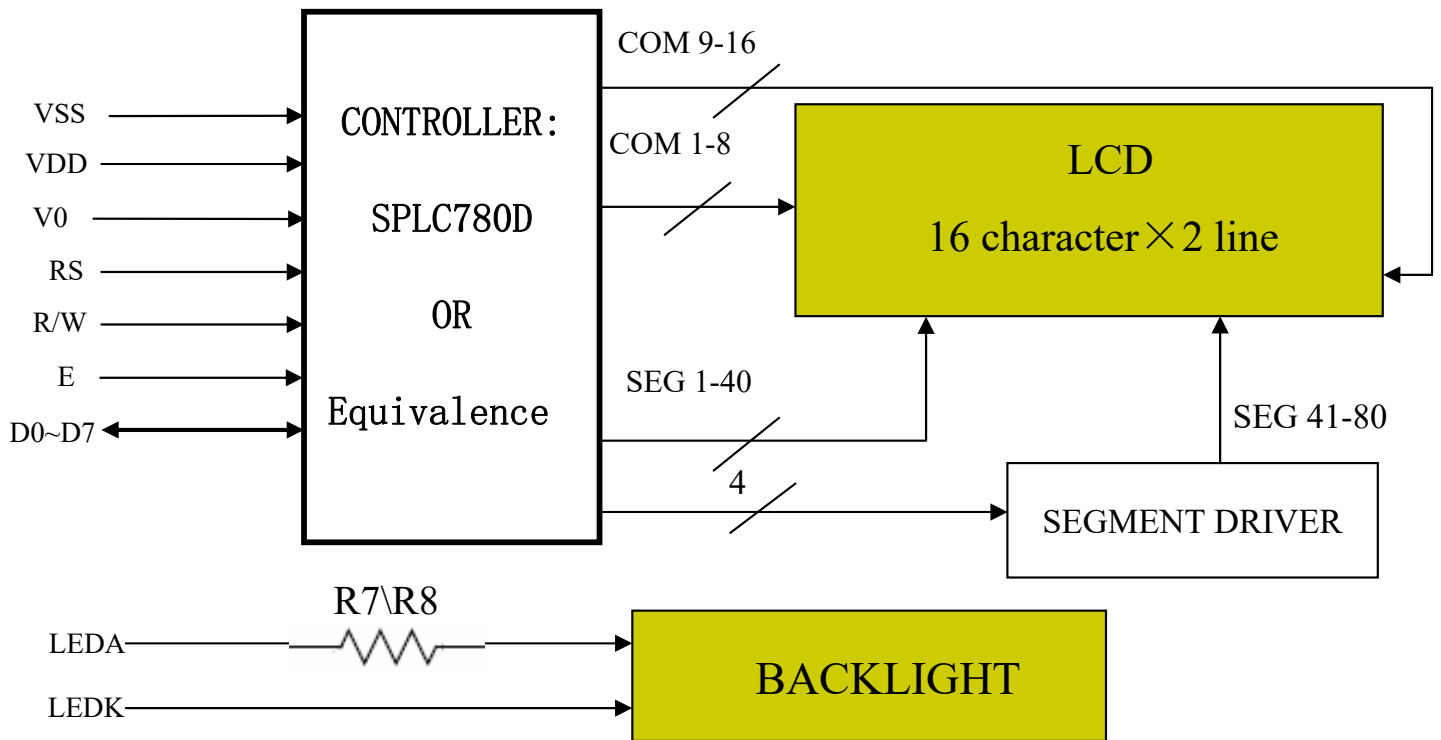 VSS
VDD
V0
RS
R/W
E
D0~D7
CONTROLLER:
SPLC780D
OR
Equivalence
COM 9-16
COM 1-8
SEG 1-40
4
LCD
16 character×2 line
SEG 41-80
SEGMENT DRIVER
R7\R8
LEDA
LEDK
BACKLIGHT